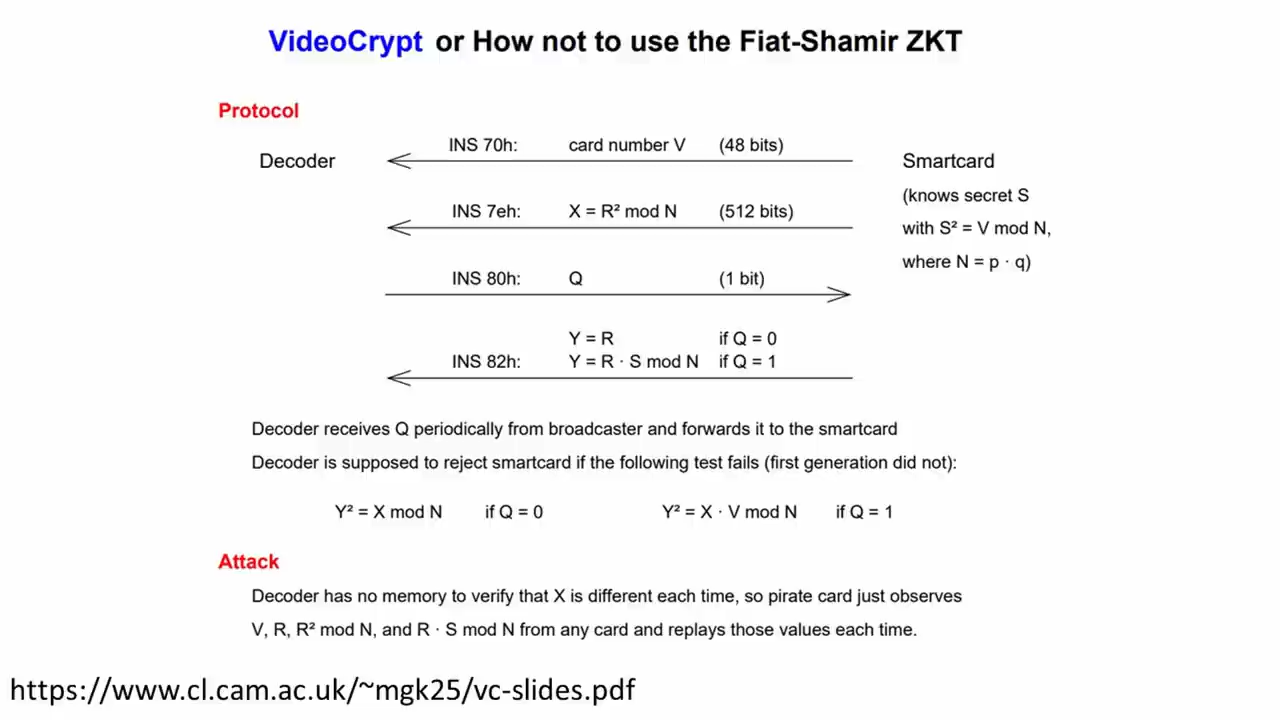 VideoCrypt or How not to use the Fiat-Shamir ZKT
Protocol
INS 70h: card number V (48 bits)
Decoder
Smartcard
(knows secret S
with S² = V mod N,
where N = p · q)
INS 7eh: X = R² mod N (512 bits)
INS 80h: Q (1 bit)
Y = R if Q = 0
INS 82h: Y = R · S mod N if Q = 1
Decoder receives Q periodically from broadcaster and forwards it to the smartcard
Decoder is supposed to reject smartcard if the following test fails (first generation did not):
Y² = X mod N if Q = 0 Y² = X · V mod N if Q = 1
Attack
Decoder has no memory to verify that X is different each time, so pirate card just observes
V, R, R² mod N, and R · S mod N from any card and replays those values each time.
https://www.cl.cam.ac.uk/~mgk25/vc-slides.pdf